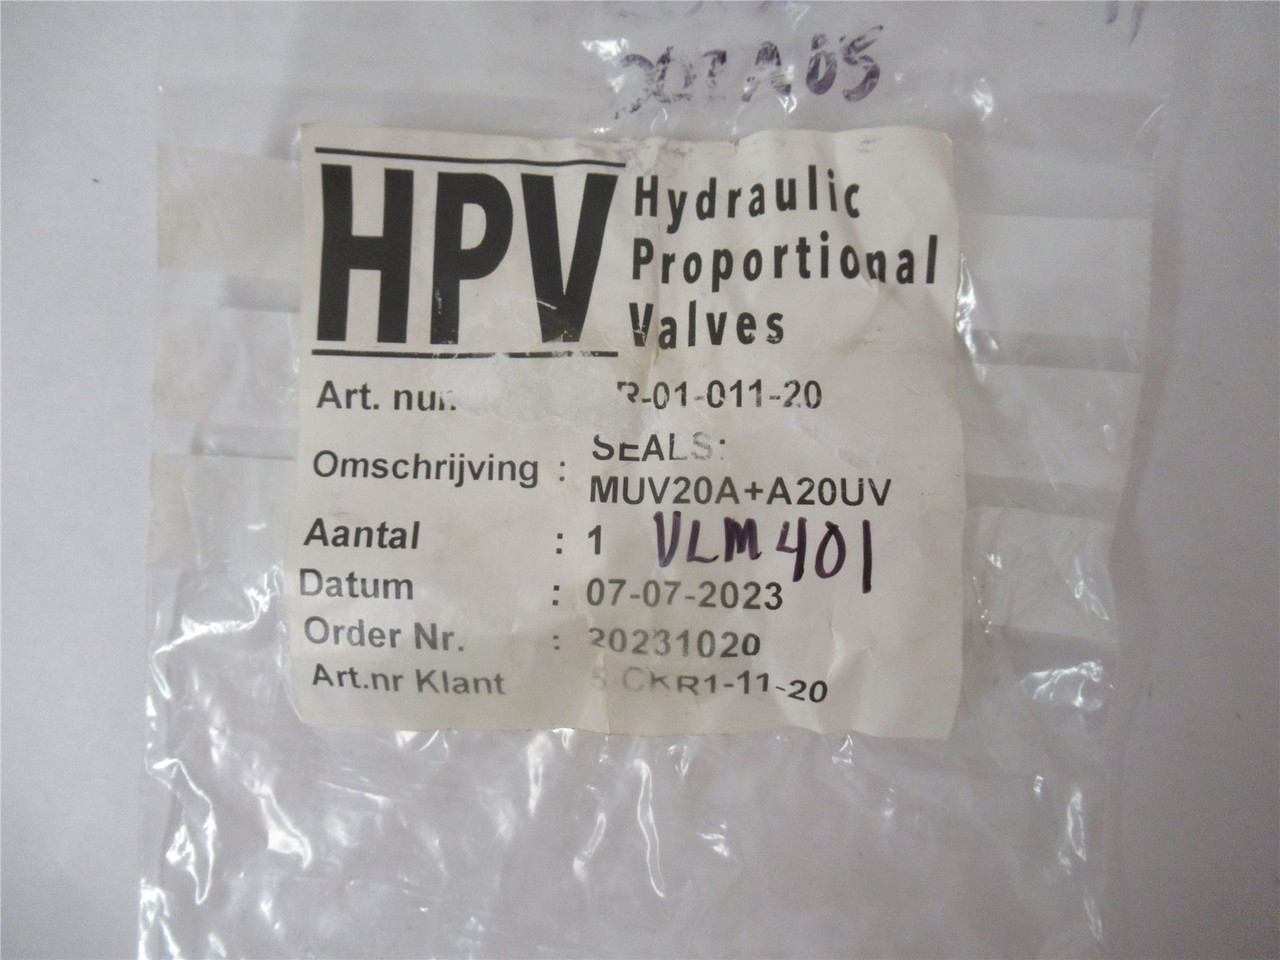 HPV Hydraulic
Proportional
Valves
Art. R-01-011-20
SEALS:
Omschrijving :
MUV20A+A20UV
Aantal : 1 VLM401
Datum : 07-07-2023
Order Nr. : 20231020
Art.nr Klant CKR1-11-20